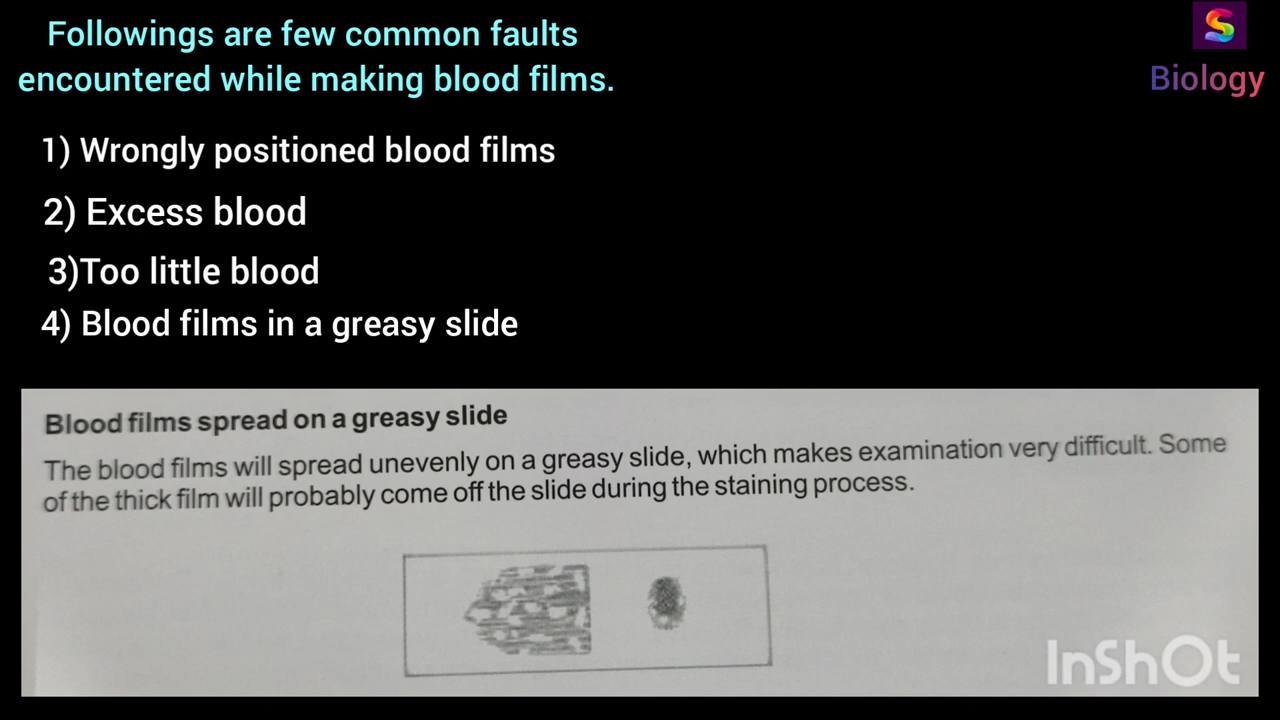 Followings are few common faults
encountered while making blood films.
Biology
1) Wrongly positioned blood films
2) Excess blood
3)Too little blood
4) Blood films in a greasy slide
Blood films spread on a greasy slide
The blood films will spread unevenly on a greasy slide, which makes examination very difficult. Some
of the thick film will probably come off the slide during the staining process.
InShOt